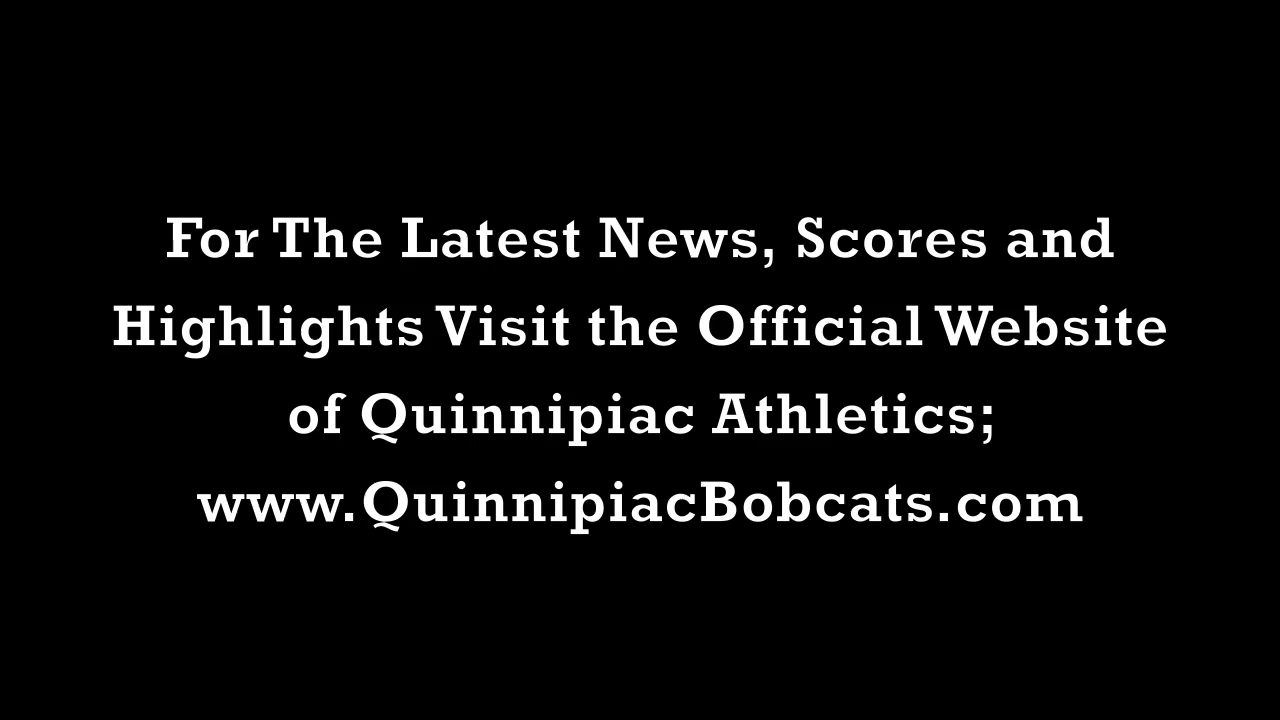 For The Latest News, Scores and
Highlights Visit the Official Website
of Quinnipiac Athletics;
www.QuinnipiacBobcats.com